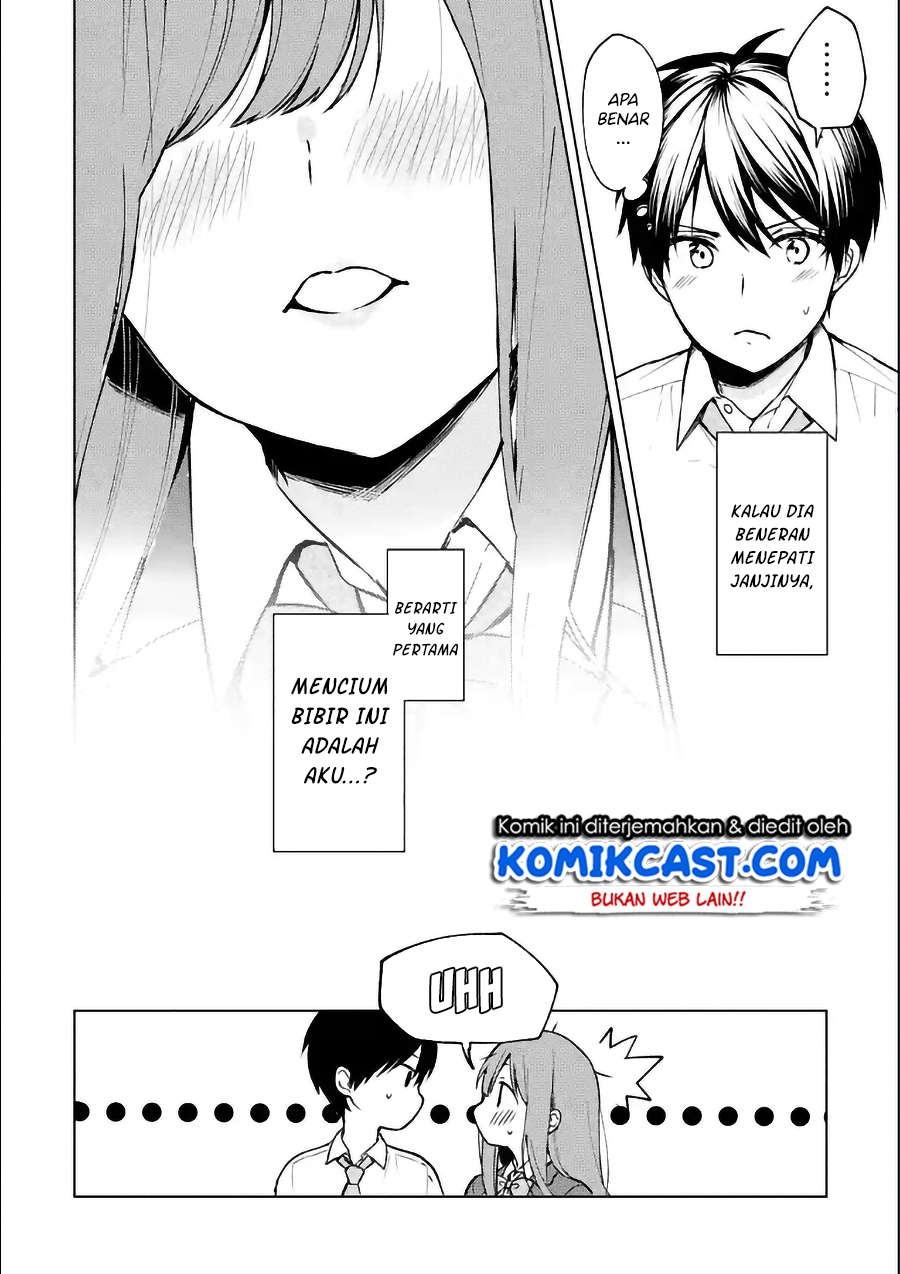 ......
APA
BENAR
...
KALAU DIA
BENERAN
MENEPATI
JANJINYA,
BERARTI
YANG
PERTAMA
MENCIUM
BIBIR INI
ADALAH
AKU...?
Komik ini diterjemahkan & diedit oleh
KOMIKCAST.COM
BUKAN WEB LAIN!!
UHH